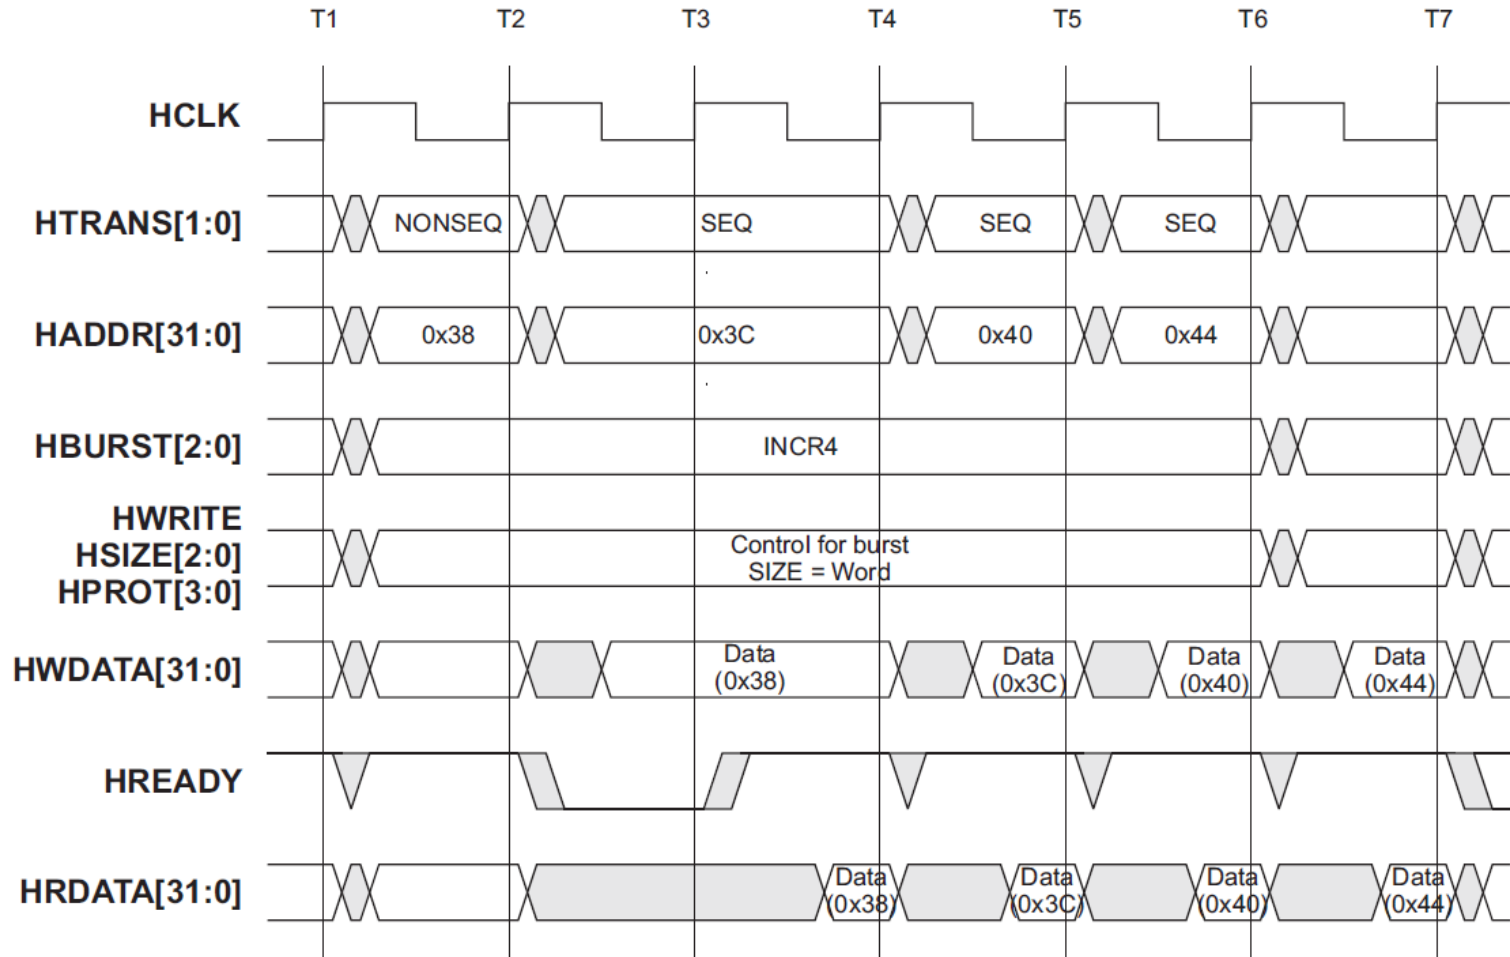 T1 T2 T3 T4 T5 T6 T7
HCLK
HTRANS[1:0] NONSEQ SEQ SEQ SEQ
HADDR[31:0] 0x38 0x3C 0x40 0x44
HBURST[2:0] INCR4
HWRITE
HSIZE[2:0]
HPROT[3:0]
Control for burst
SIZE = Word
HWDATA[31:0]
Data
(0x38)
Data
(0x3C)
Data
(0x40)
Data
(0x44)
HREADY
HRDATA[31:0]
Data
(0x38)
Data
(0x3C)
Data
(0x40)
Data
(0x44)